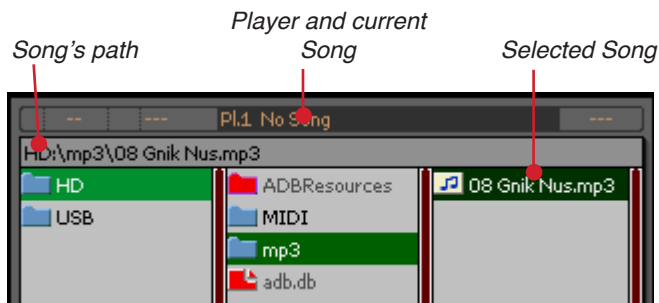 Player and current
Song's path Song Selected Song
-- --- Pl.1 No Song ---
HD:\mp3\08 Gnik Nus.mp3
HD ADBResources 08 Gnik Nus.mp3
USB MIDI
mp3
adb.db